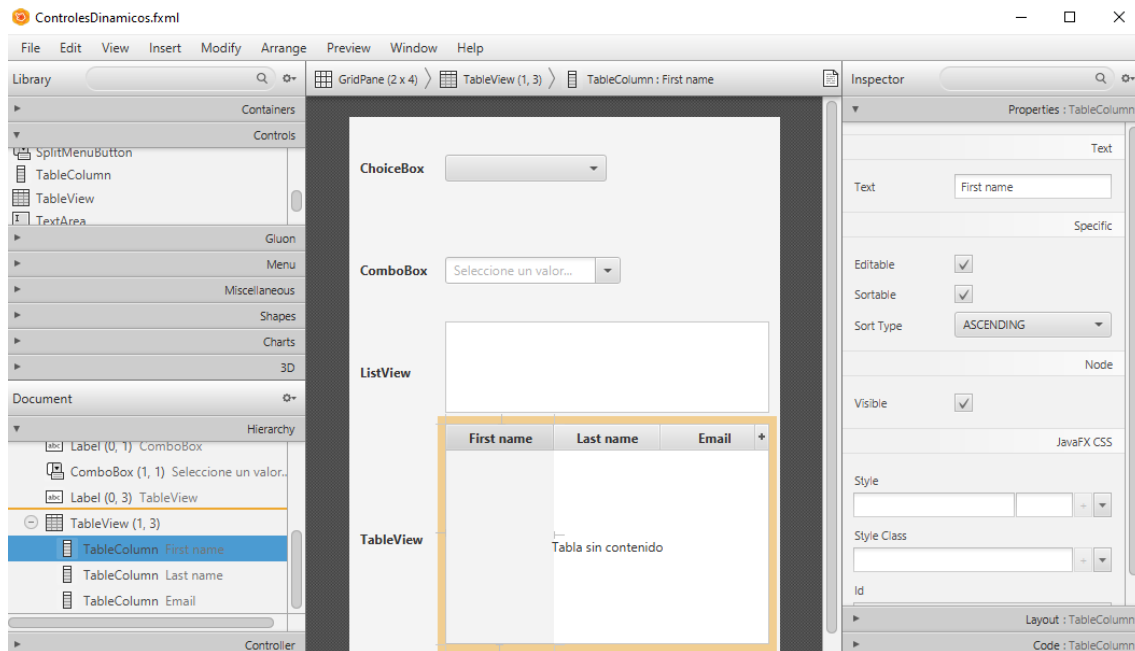 ControlesDinamicos.fxml
File Edit View Insert Modify Arrange Preview Window Help
Library
Containers
Controls
SplitMenuButton
TableColumn
TableView
TextArea
Gluon
Menu
Miscellaneous
Shapes
Charts
3D
Document
Hierarchy
abc Label (0, 1) ComboBox
ComboBox (1, 1) Seleccione un valor..
abc Label (0, 3) TableView
TableView (1, 3)
TableColumn First name
TableColumn Last name
TableColumn Email
Controller
GridPane (2 x 4) TableView (1, 3) TableColumn : First name
ChoiceBox
ComboBox Seleccione un valor...
ListView
First name Last name Email +
TableView
Tabla sin contenido
Inspector
Properties : TableColumn
Text
Text First name
Specific
Editable
Sortable
Sort Type ASCENDING
Node
Visible
JavaFX CSS
Style
+
Style Class
+
Id
Layout : TableColumn
Code : TableColumn